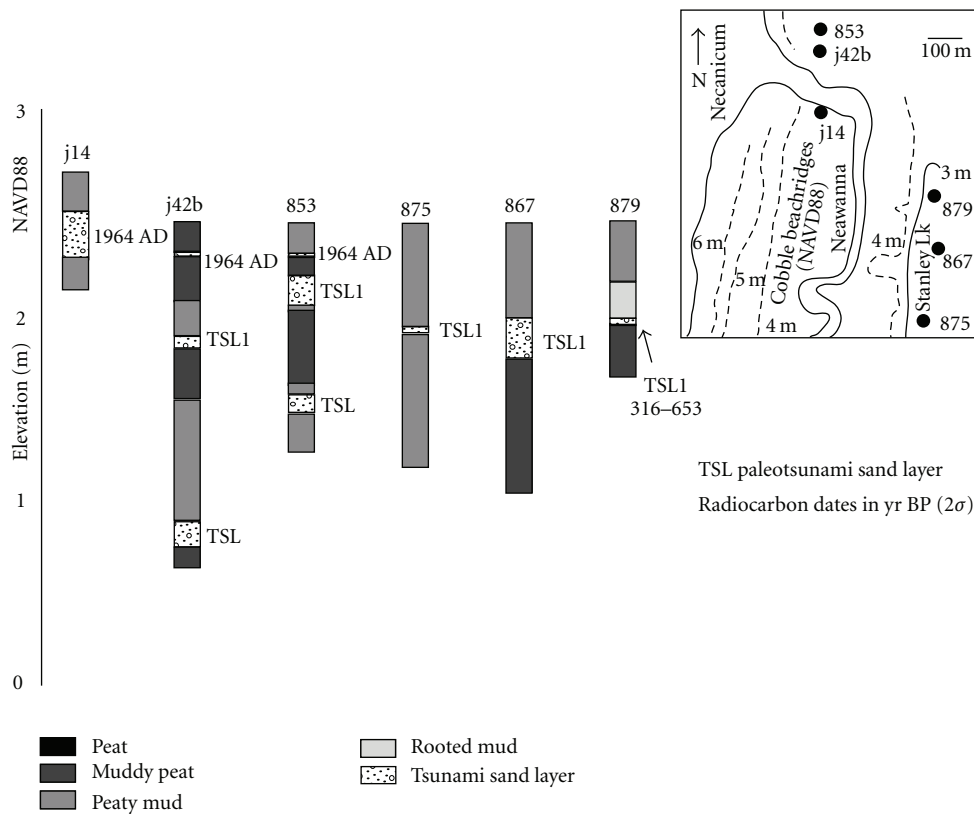 3
2
1
0
Elevation (m)
NAVD88
j14
1964 AD
j42b
1964 AD
TSL1
TSL
853
1964 AD
TSL1
TSL
875
TSL1
867
TSL1
879
TSL1
316–653
853
j42b
100 m
N
Necanicum
j14
3 m
879
867
875
Stanley Lk
4 m
Neawanna
Cobble beachridges
(NAVD88)
6 m
5 m
4 m
TSL paleotsunami sand layer
Radiocarbon dates in yr BP (2σ)
Peat
Muddy peat
Peaty mud
Rooted mud
Tsunami sand layer